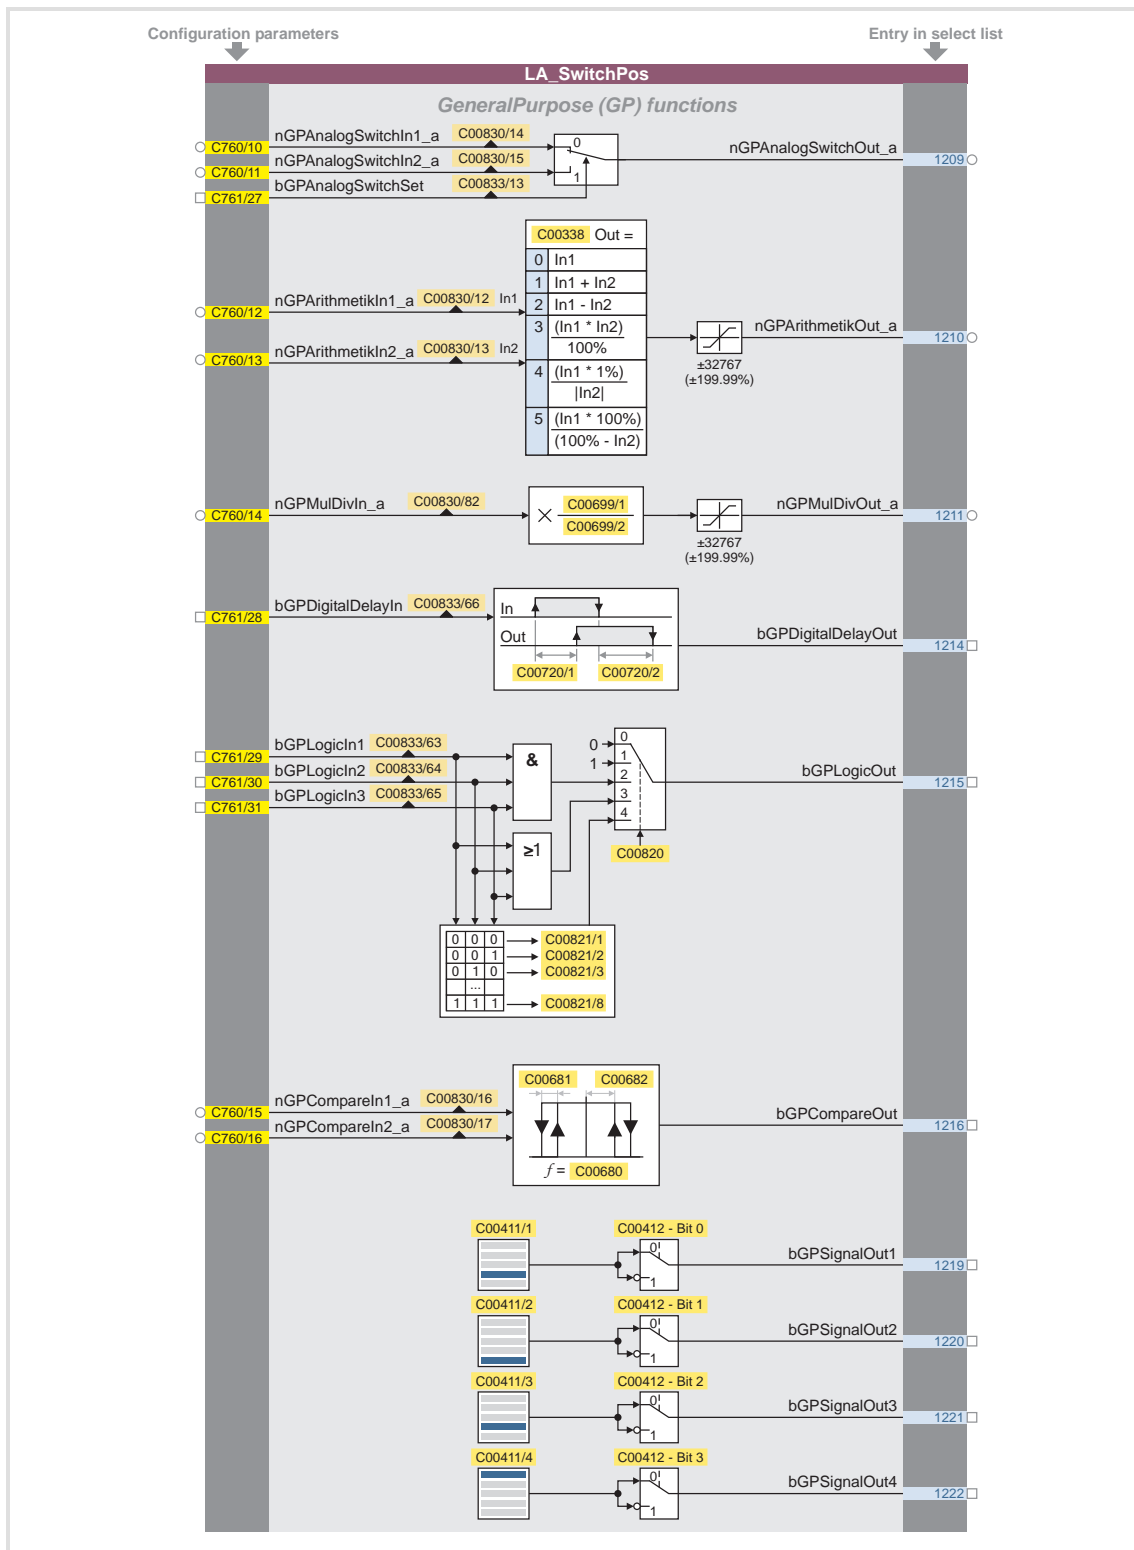 Configuration parameters
Entry in select list
LA_SwitchPos
GeneralPurpose (GP) functions
nGPAnalogSwitchIn1_a C00830/14
C760/10
nGPAnalogSwitchIn2_a C00830/15
C760/11
bGPAnalogSwitchSet C00833/13
C761/27
0
1
nGPAnalogSwitchOut_a
1209
C00338 Out =
0 In1
1 In1 + In2
2 In1 - In2
3 (In1 * In2)
100%
4 (In1 * 1%)
|In2|
5 (In1 * 100%)
(100% - In2)
nGPArithmetikIn1_a C00830/12 In1
C760/12
nGPArithmetikIn2_a C00830/13 In2
C760/13
±32767
(±199.99%)
nGPArithmetikOut_a
1210
nGPMulDivIn_a C00830/82
C760/14
× C00699/1
C00699/2
±32767
(±199.99%)
nGPMulDivOut_a
1211
bGPDigitalDelayIn C00833/66
C761/28
In
Out
C00720/1 C00720/2
bGPDigitalDelayOut
1214
bGPLogicIn1 C00833/63
C761/29
bGPLogicIn2 C00833/64
C761/30
bGPLogicIn3 C00833/65
C761/31
&
≥1
0 0
1 1
2
3
4
C00820
bGPLogicOut
1215
0 0 0 C00821/1
0 0 1 C00821/2
0 1 0 C00821/3
...
1 1 1 C00821/8
nGPCompareIn1_a C00830/16
C760/15
nGPCompareIn2_a C00830/17
C760/16
C00681 C00682
f = C00680
bGPCompareOut
1216
C00411/1 C00412 - Bit 0
0
1
bGPSignalOut1
1219
C00411/2 C00412 - Bit 1
0
1
bGPSignalOut2
1220
C00411/3 C00412 - Bit 2
0
1
bGPSignalOut3
1221
C00411/4 C00412 - Bit 3
0
1
bGPSignalOut4
1222